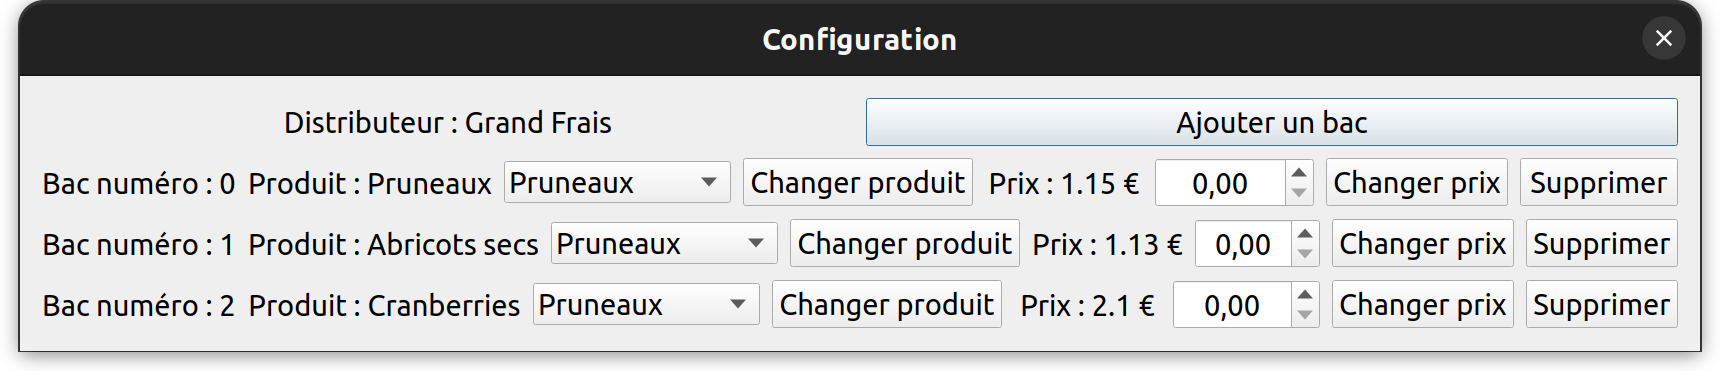 Configuration
Distributeur : Grand Frais Ajouter un bac
Bac numéro : 0 Produit : Pruneaux Pruneaux Changer produit Prix : 1.15 € 0,00 Changer prix Supprimer
Bac numéro : 1 Produit : Abricots secs Pruneaux Changer produit Prix : 1.13 € 0,00 Changer prix Supprimer
Bac numéro : 2 Produit : Cranberries Pruneaux Changer produit Prix : 2.1 € 0,00 Changer prix Supprimer